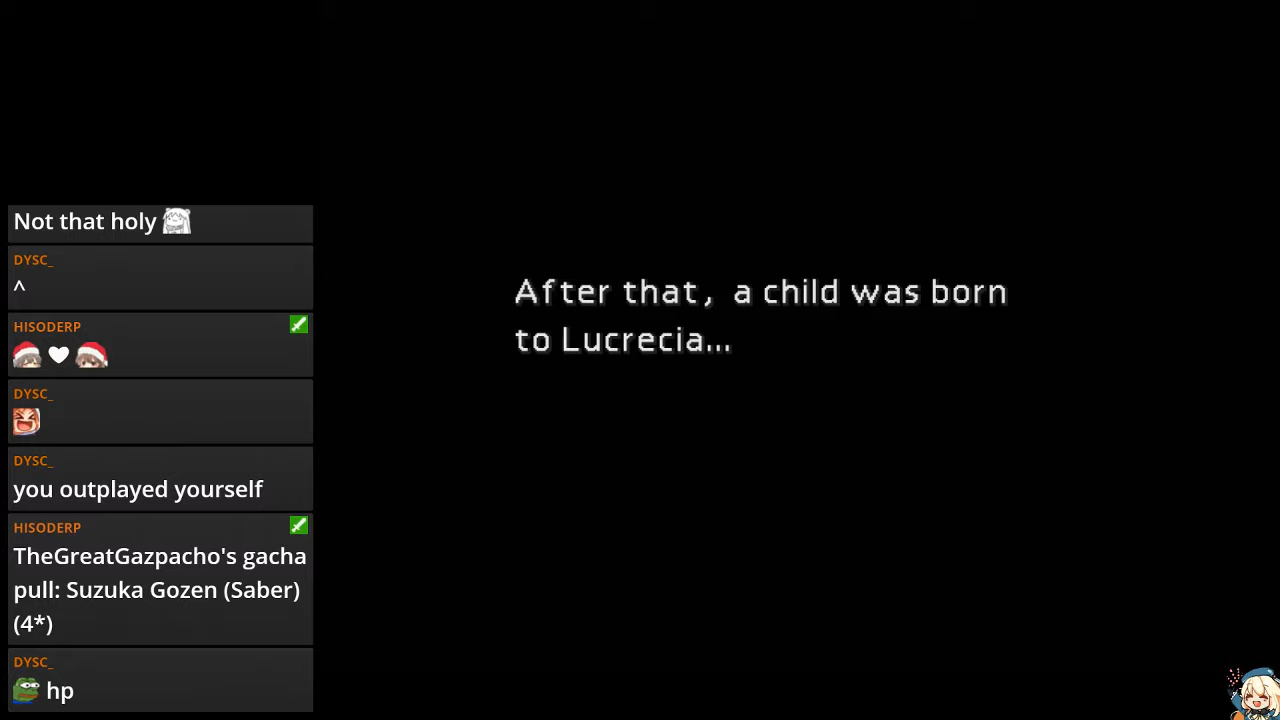 Not that holy
DYSC_
^
HISODERP
DYSC_
DYSC_
you outplayed yourself
HISODERP
TheGreatGazpacho's gacha
pull: Suzuka Gozen (Saber)
(4*)
DYSC_
hp
After that, a child was born
to Lucrecia...